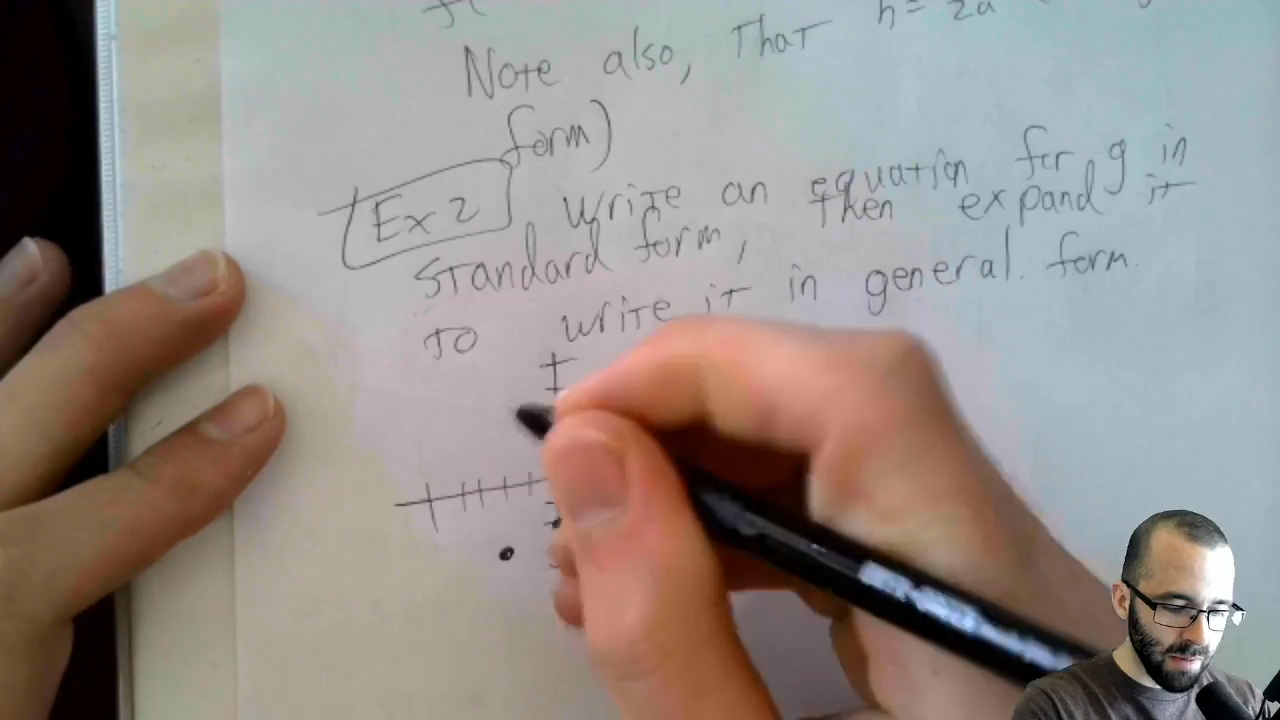 h = 2a
Note also, That
form)
Ex 2 Write an equation for g in
standard form, Then expand it
To write it in general. form.